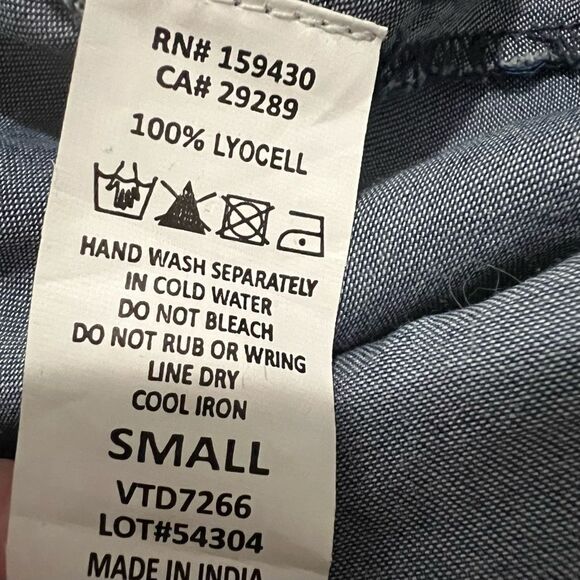 RN# 159430
CA# 29289
100% LYOCELL
HAND WASH SEPARATELY
IN COLD WATER
DO NOT BLEACH
DO NOT RUB OR WRING
LINE DRY
COOL IRON
SMALL
VTD7266
LOT#54304
MADE IN INDIA